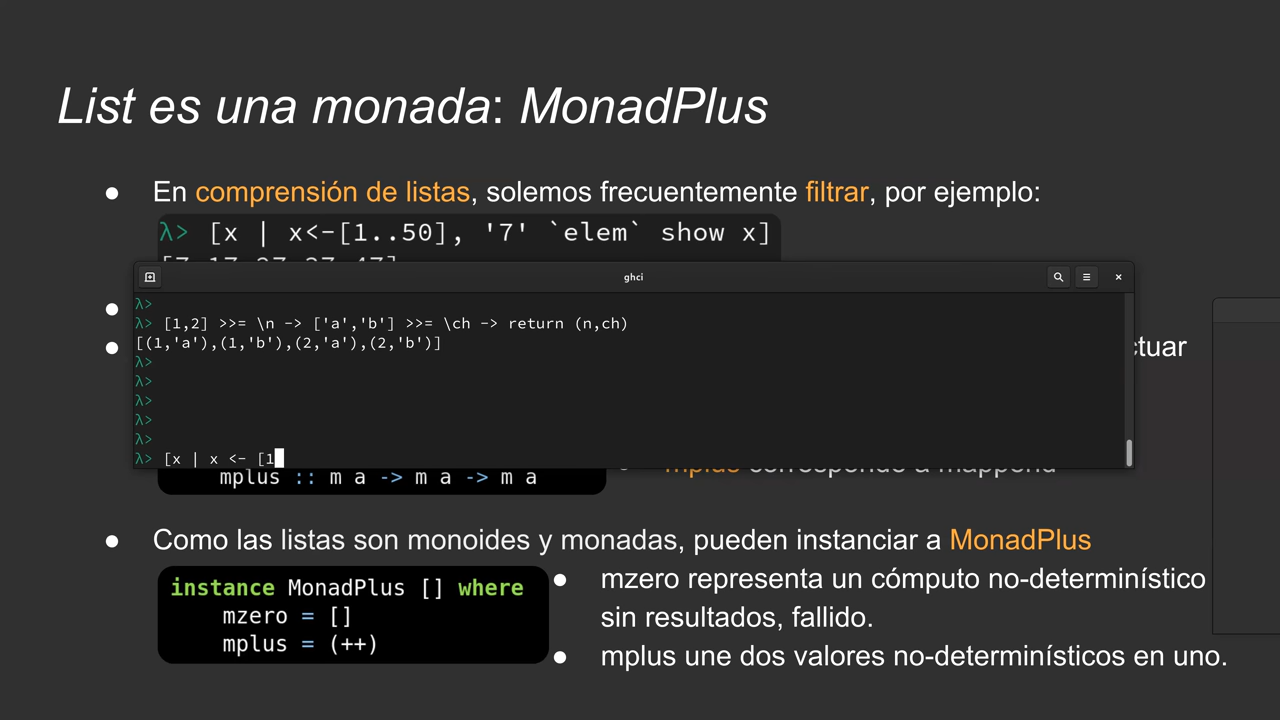 List es una monada: MonadPlus
● En comprensión de listas, solemos frecuentemente filtrar, por ejemplo:
λ> [x | x<-[1..50], '7' `elem` show x]
ghci
λ>
λ> [1,2] >>= \n -> ['a','b'] >>= \ch -> return (n,ch)
[(1,'a'),(1,'b'),(2,'a'),(2,'b')]
λ>
λ>
λ>
λ>
λ>
λ> [x | x <- [1
●
● ctuar
mplus :: m a -> m a -> m a
mplus corresponde a mappend
● Como las listas son monoides y monadas, pueden instanciar a MonadPlus
instance MonadPlus [] where
mzero = []
mplus = (++)
● mzero representa un cómputo no-determinístico
sin resultados, fallido.
● mplus une dos valores no-determinísticos en uno.